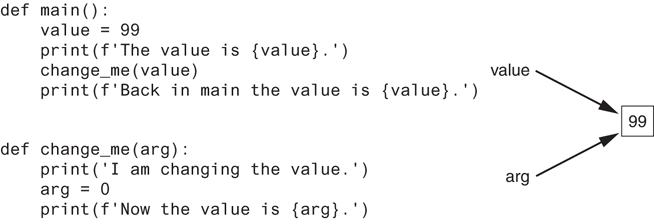 def main():
    value = 99
    print(f'The value is {value}.')
    change_me(value)
    print(f'Back in main the value is {value}.')
def change_me(arg):
    print('I am changing the value.')
    arg = 0
    print(f'Now the value is {arg}.')
value
99
arg